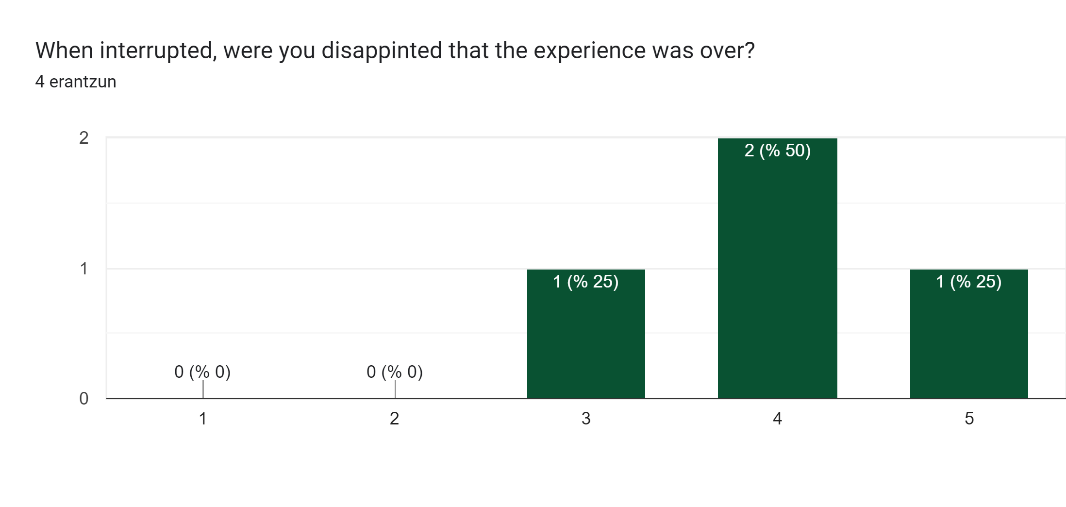 When interrupted, were you disappinted that the experience was over?
4 erantzun
2
2 (% 50)
1
1 (% 25)
1 (% 25)
0 (% 0)
0 (% 0)
0
1
2
3
4
5